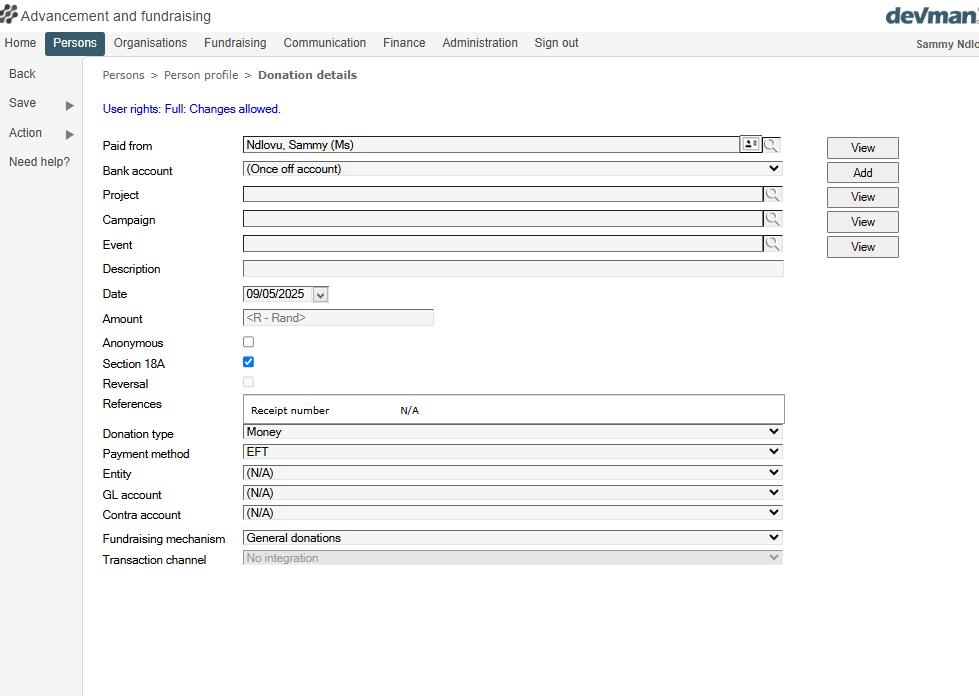 Advancement and fundraising
devman
Home Persons Organisations Fundraising Communication Finance Administration Sign out
Sammy
Back
Save
Action
Need help?
Persons > Person profile > Donation details
User rights: Full: Changes allowed.
Paid from Ndlovu, Sammy (Ms) View
Bank account (Once off account) Add
Project View
Campaign View
Event View
Description
Date 09/05/2025
Amount <R - Rand>
Anonymous
Section 18A
Reversal
References Receipt number N/A
Donation type Money
Payment method EFT
Entity (N/A)
GL account (N/A)
Contra account (N/A)
Fundraising mechanism General donations
Transaction channel No integration